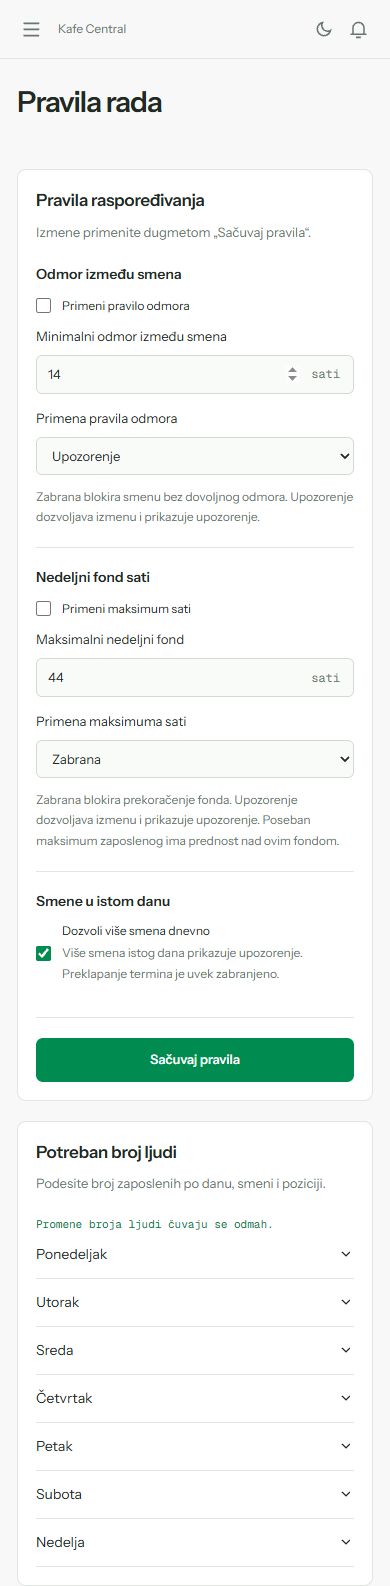 Kafe Central
Pravila rada
Pravila raspoređivanja
Izmene primenite dugmetom „Sačuvaj pravila“.
Odmor između smena
Primeni pravilo odmora
Minimalni odmor između smena
14 sati
Primena pravila odmora
Upozorenje
Zabrana blokira smenu bez dovoljnog odmora. Upozorenje
dozvoljava izmenu i prikazuje upozorenje.
Nedeljni fond sati
Primeni maksimum sati
Maksimalni nedeljni fond
44 sati
Primena maksimuma sati
Zabrana
Zabrana blokira prekoračenje fonda. Upozorenje
dozvoljava izmenu i prikazuje upozorenje. Poseban
maksimum zaposlenog ima prednost nad ovim fondom.
Smene u istom danu
Dozvoli više smena dnevno
Više smena istog dana prikazuje upozorenje.
Preklapanje termina je uvek zabranjeno.
Sačuvaj pravila
Potreban broj ljudi
Podesite broj zaposlenih po danu, smeni i poziciji.
Promene broja ljudi čuvaju se odmah.
Ponedeljak
Utorak
Sreda
Četvrtak
Petak
Subota
Nedelja